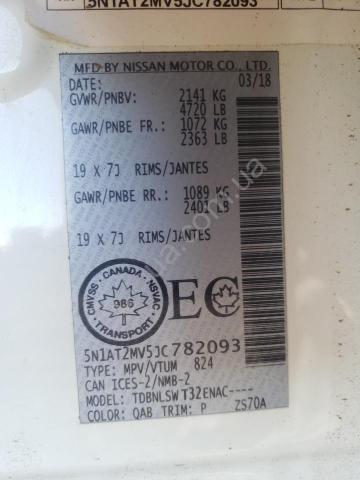 5N1AT2MV5JC782093
MFD BY NISSAN MOTOR CO., LTD.
DATE: 03/18
GVWR/PNBV: 2141 KG
4720 LB
GAWR/PNBE FR.: 1072 KG
2363 LB
19 X 7J RIMS/JANTES
GAWR/PNBE RR.: 1089 KG
2401 LB
19 X 7J RIMS/JANTES
CANADA
CMVSS NSVAC
986
TRANSPORT
EC
5N1AT2MV5JC782093
TYPE: MPV/VTUM 824
CAN ICES-2/NMB-2
MODEL: TDBNLSWT32ENAC----
COLOR: QAB TRIM: P ZS70A